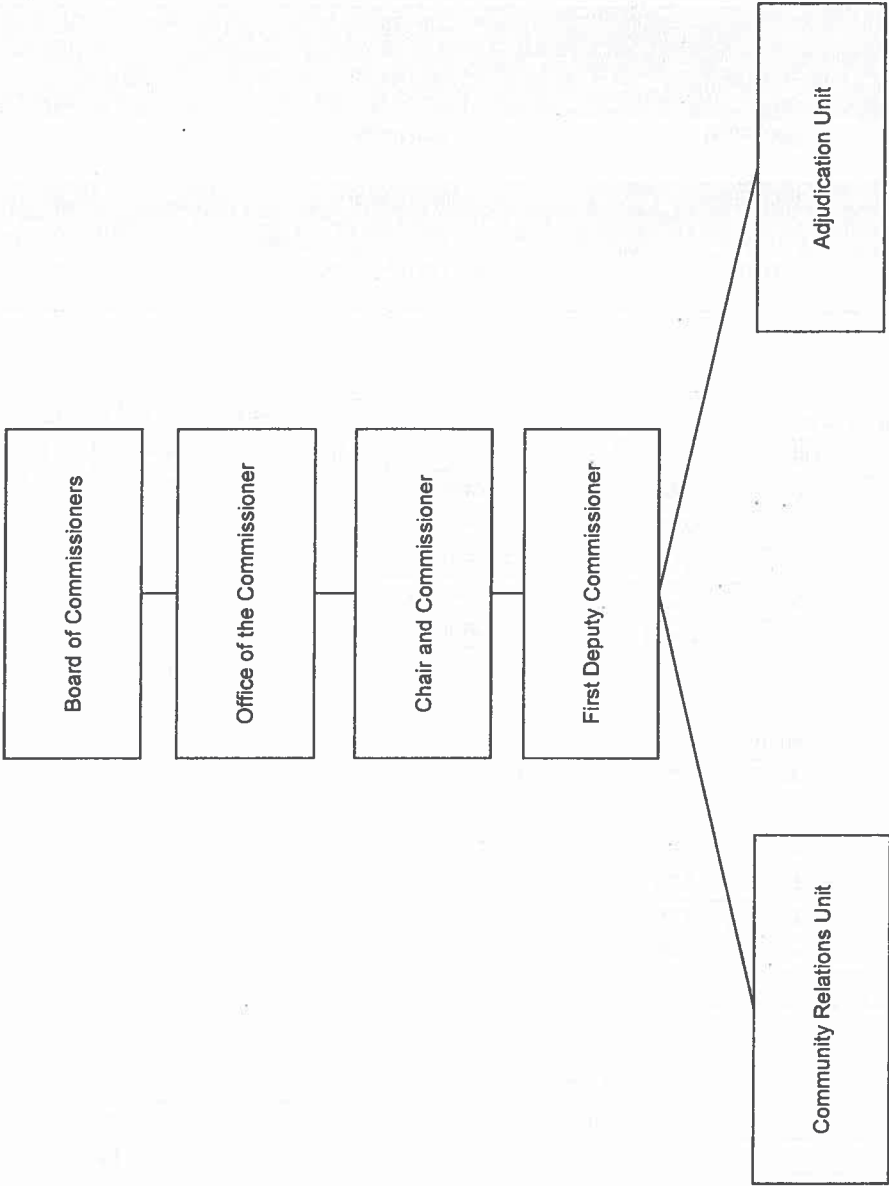 Board of Commissioners
Office of the Commissioner
Chair and Commissioner
First Deputy Commissioner
Community Relations Unit
Adjudication Unit